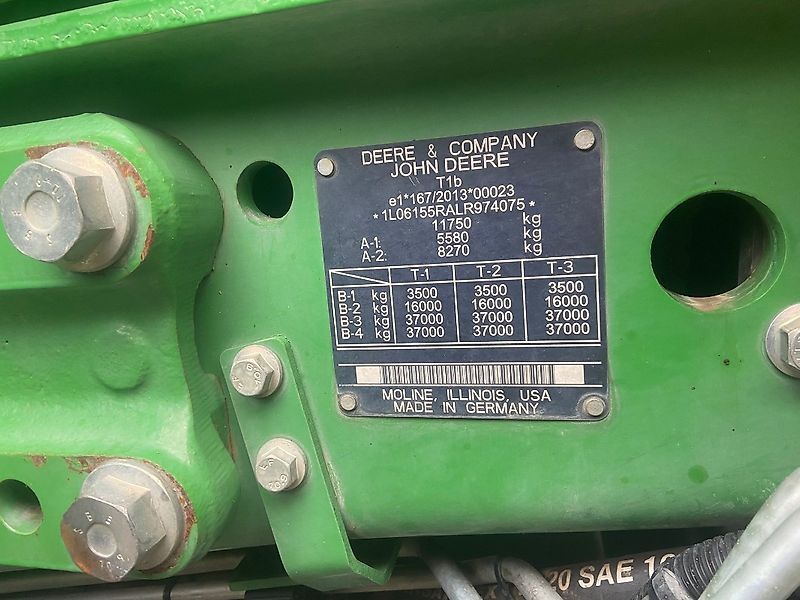 DEERE & COMPANY
JOHN DEERE
T1b
e1*167/2013*00023
*1L06155RALR974075*
11750 kg
A-1: 5580 kg
A-2: 8270 kg
T-1 T-2 T-3
B-1 kg 3500 3500 3500
B-2 kg 16000 16000 16000
B-3 kg 37000 37000 37000
B-4 kg 37000 37000 37000
MOLINE, ILLINOIS, USA
MADE IN GERMANY
20 SAE